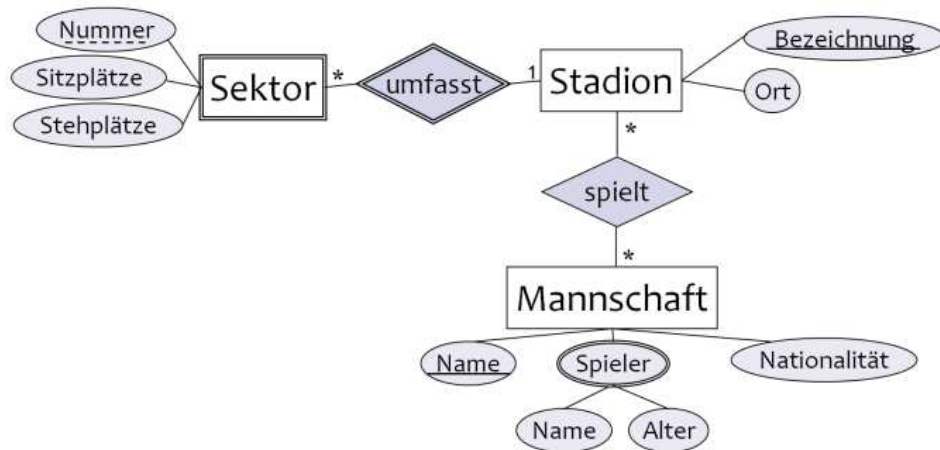 Nummer
Sitzplätze
Stehplätze
Sektor
*
umfasst
1
Stadion
Bezeichnung
Ort
*
spielt
*
Mannschaft
Name
Spieler
Nationalität
Name
Alter